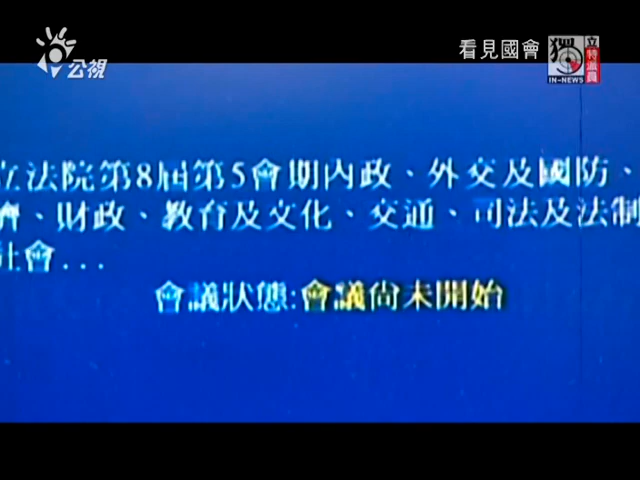 看見國會
獨立特派員
IN-NEWS
公視
立法院第8屆第5會期內政、外交及國防、
濟、財政、教育及文化、交通、司法及法制
社會...
會議狀態:會議尚未開始